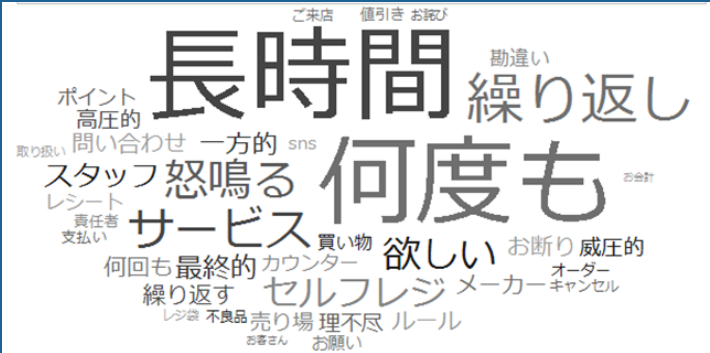 ご来店 値引き お詫び
長時間
勘違い
繰り返し
ポイント
高圧的
取り扱い 問い合わせ 一方的 sns
何度も
スタッフ 怒鳴る
お会計
レシート
責任者
支払い
サービス
買い物
欲しい
お断り 威圧的
何回も 最終的 カウンター
オーダー
繰り返す
セルフレジ メーカー キャンセル
レジ袋 不良品 売り場 理不尽 ルール
お客さん お願い